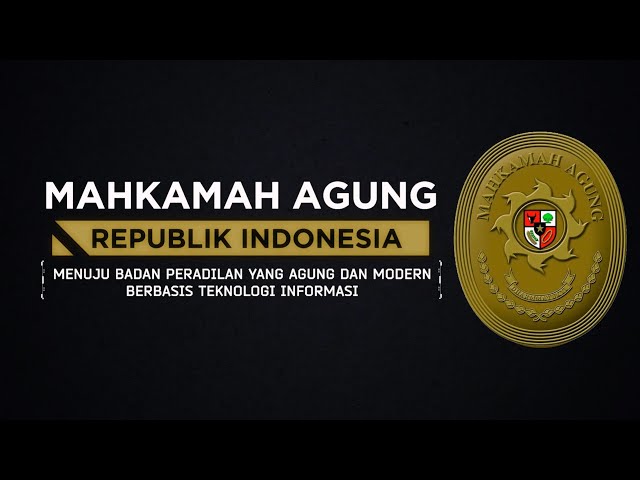 MAHKAMAH AGUNG
REPUBLIK INDONESIA
MENUJU BADAN PERADILAN YANG AGUNG DAN MODERN
BERBASIS TEKNOLOGI INFORMASI
MAHKAMAH AGUNG